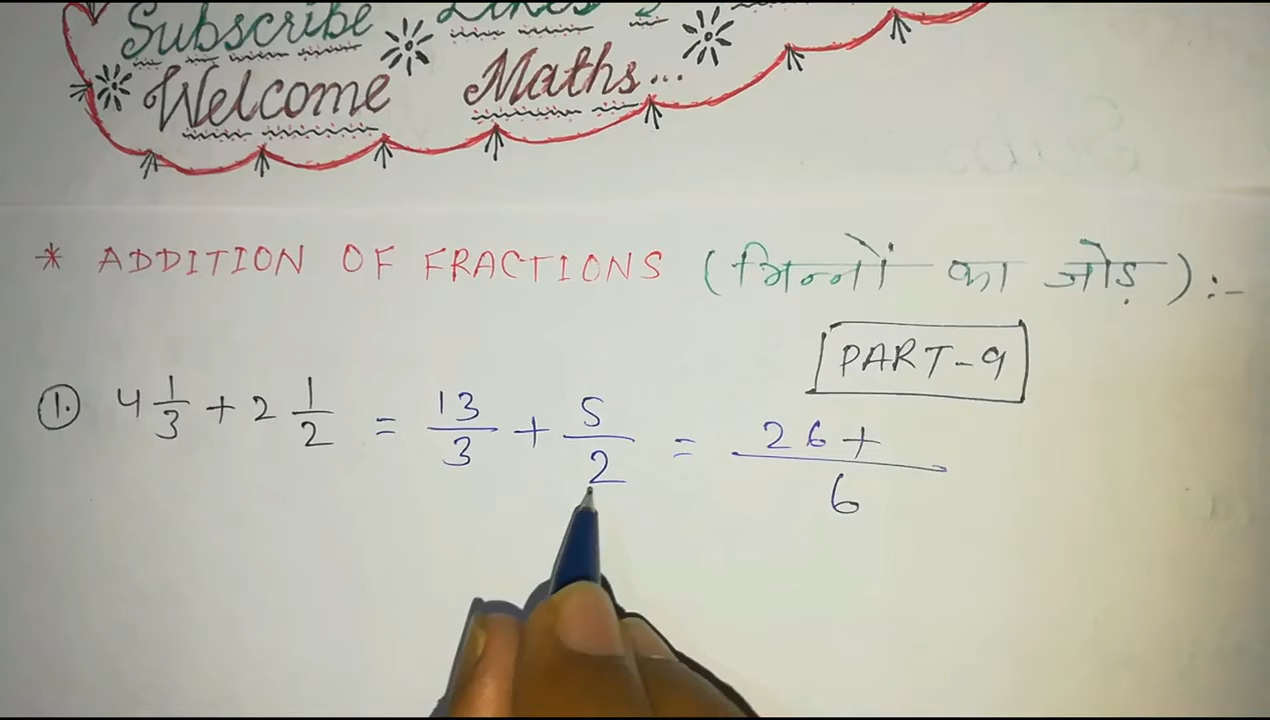 Subscribe Likes
Welcome Maths...
* ADDITION OF FRACTIONS (भिन्नों का जोड़) :-
PART-9
1. 4 1/3 + 2 1/2 = 13/3 + 5/2 = 26+/6